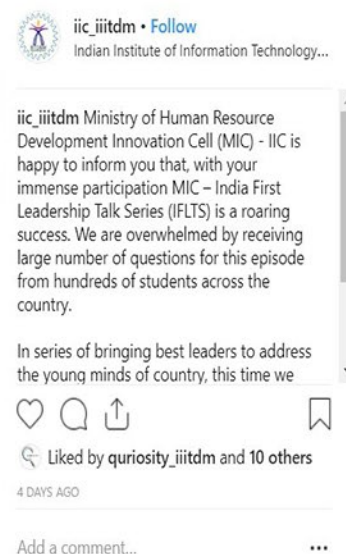 iic_iiitdm • Follow
Indian Institute of Information Technology...
iic_iiitdm Ministry of Human Resource
Development Innovation Cell (MIC) - IIC is
happy to inform you that, with your
immense participation MIC – India First
Leadership Talk Series (IFLTS) is a roaring
success. We are overwhelmed by receiving
large number of questions for this episode
from hundreds of students across the
country.
In series of bringing best leaders to address
the young minds of country, this time we
Liked by quriosity_iiitdm and 10 others
4 DAYS AGO
Add a comment...